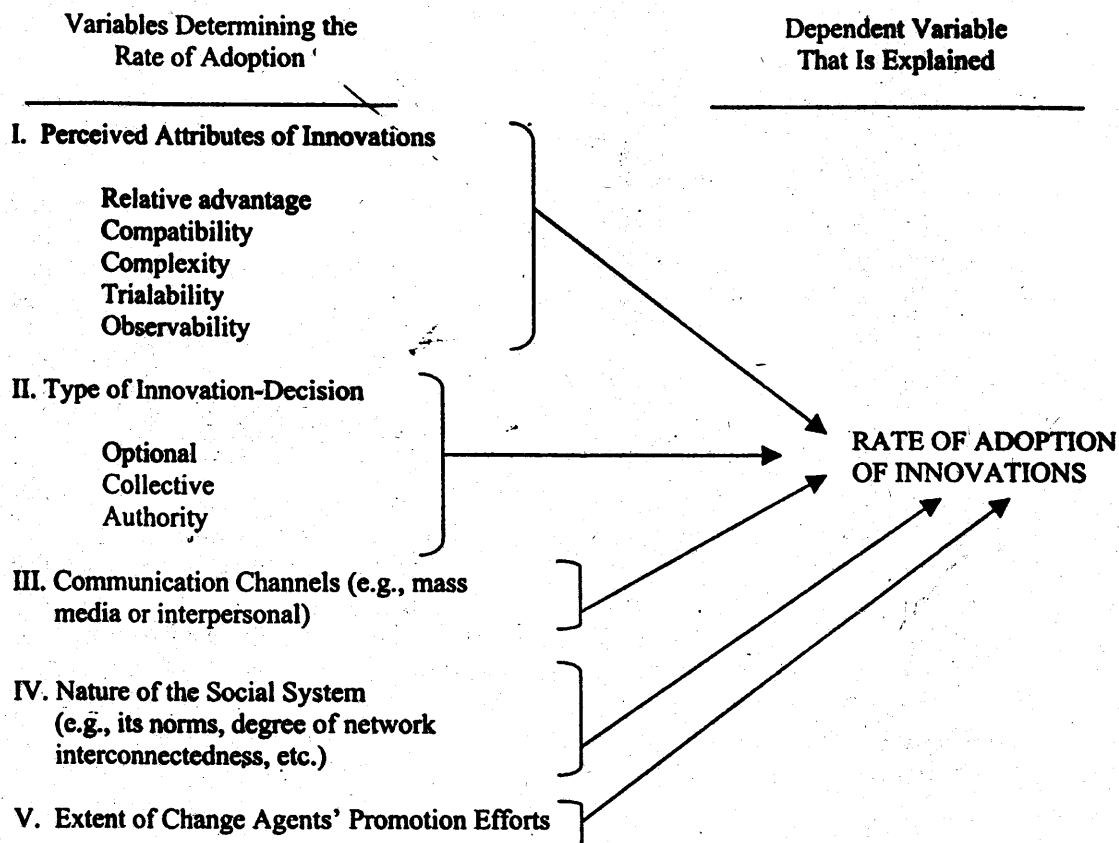 Variables Determining the
Rate of Adoption
Dependent Variable
That Is Explained
I. Perceived Attributes of Innovations
Relative advantage
Compatibility
Complexity
Trialability
Observability
II. Type of Innovation-Decision
Optional
Collective
Authority
RATE OF ADOPTION
OF INNOVATIONS
III. Communication Channels (e.g., mass
media or interpersonal)
IV. Nature of the Social System
(e.g., its norms, degree of network
interconnectedness, etc.)
V. Extent of Change Agents' Promotion Efforts